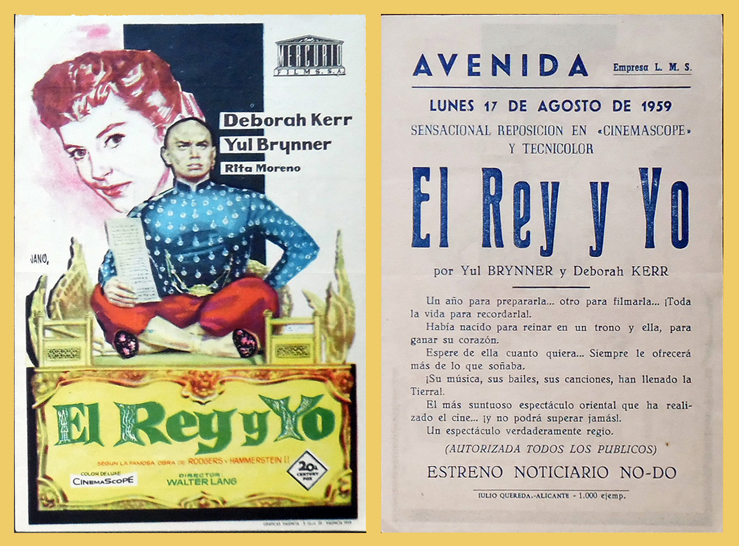 MERCURIO
FILMS, S.A.
Deborah Kerr
Yul Brynner
Rita Moreno
JANO,
El Rey y Yo
SEGUN LA FAMOSA OBRA DE RODGERS Y HAMMERSTEIN II
COLOR DE LUXE
CINEMASCOPE
DIRECTOR
WALTER LANG
20th
CENTURY
FOX
AVENIDA Empresa L. M. S.
LUNES 17 DE AGOSTO DE 1959
SENSACIONAL REPOSICION EN «CINEMASCOPE»
Y TECNICOLOR
El Rey y Yo
por Yul BRYNNER y Deborah KERR
Un año para prepararla... otro para filmarla... ¡Toda
la vida para recordarla!.
Había nacido para reinar en un trono y ella, para
ganar su corazón.
Espere de ella cuanto quiera... Siempre le ofrecerá
más de lo que soñaba.
¡Su música, sus bailes, sus canciones, han llenado la
Tierra!.
El más suntuoso espectáculo oriental que ha reali-
zado el cine... ¡y no podrá superar jamás!.
Un espectáculo verdaderamente regio.
(AUTORIZADA TODOS LOS PUBLICOS)
ESTRENO NOTICIARIO NO-DO
JULIO QUEREDA.-ALICANTE - 1.000 ejemp.